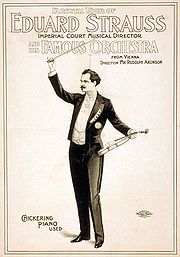 FAREWELL TOUR OF
EDUARD STRAUSS
IMPERIAL COURT MUSICAL DIRECTOR
AND HIS FAMOUS ORCHESTRA
FROM VIENNA
DIRECTION MR RUDOLPH ARONSON
CHICKERING
PIANO
USED